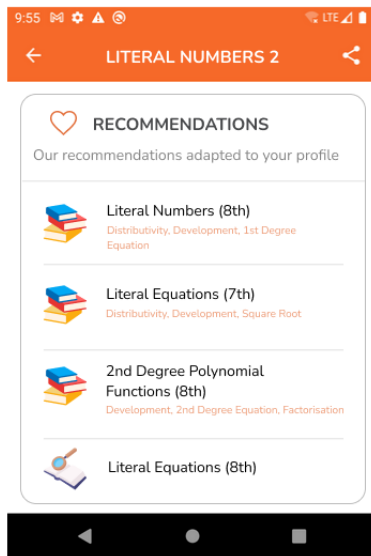 9:55 LTE
LITERAL NUMBERS 2
RECOMMENDATIONS
Our recommendations adapted to your profile
Literal Numbers (8th)
Distributivity, Development, 1st Degree
Equation
Literal Equations (7th)
Distributivity, Development, Square Root
2nd Degree Polynomial
Functions (8th)
Development, 2nd Degree Equation, Factorisation
Literal Equations (8th)